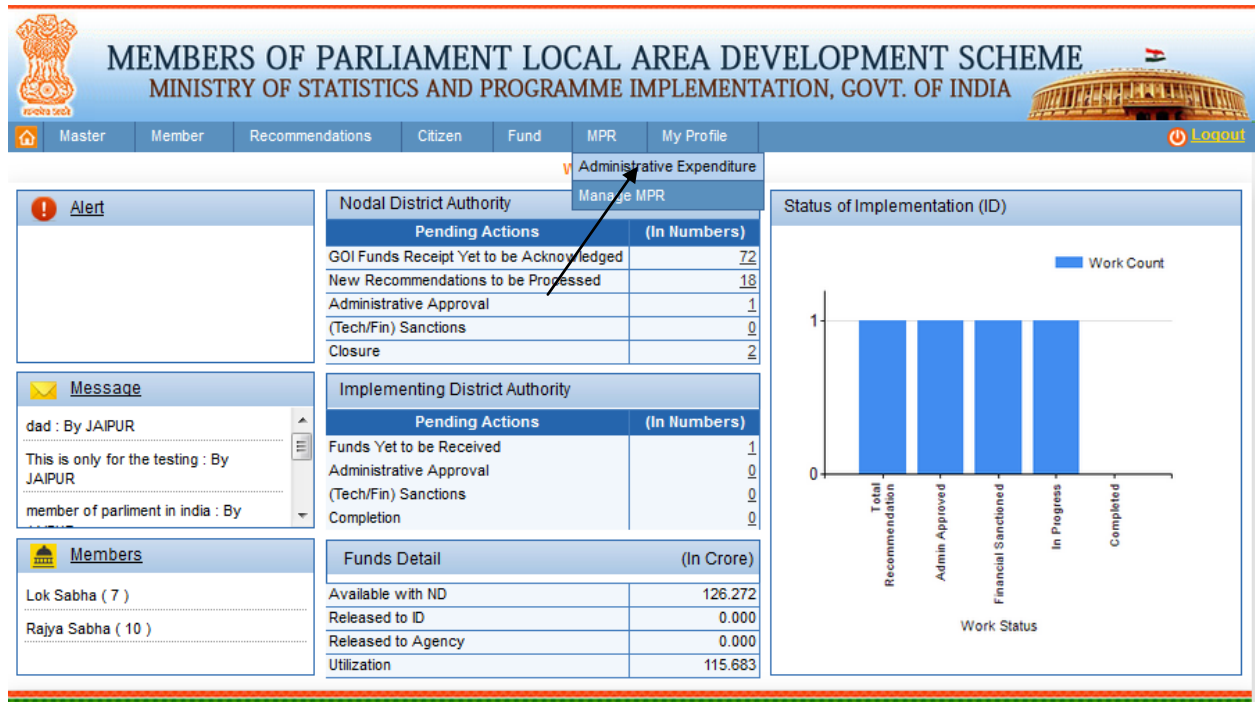 MEMBERS OF PARLIAMENT LOCAL AREA DEVELOPMENT SCHEME
MINISTRY OF STATISTICS AND PROGRAMME IMPLEMENTATION, GOVT. OF INDIA
सत्यमेव जयते
Master Member Recommendations Citizen Fund MPR My Profile Logout
W
Administrative Expenditure
Manage MPR
Alert
Message
dad : By JAIPUR
This is only for the testing : By
JAIPUR
member of parliment in india : By
Members
Lok Sabha ( 7 )
Rajya Sabha ( 10 )
Nodal District Authority
Pending Actions (In Numbers)
GOI Funds Receipt Yet to be Acknowledged 72
New Recommendations to be Processed 18
Administrative Approval 1
(Tech/Fin) Sanctions 0
Closure 2
Implementing District Authority
Pending Actions (In Numbers)
Funds Yet to be Received 1
Administrative Approval 0
(Tech/Fin) Sanctions 0
Completion 0
Funds Detail (In Crore)
Available with ND 126.272
Released to ID 0.000
Released to Agency 0.000
Utilization 115.683
Status of Implementation (ID)
Work Count
1
0
Total
Recommendation
Admin Approved
Financial Sanctioned
In Progress
Completed
Work Status